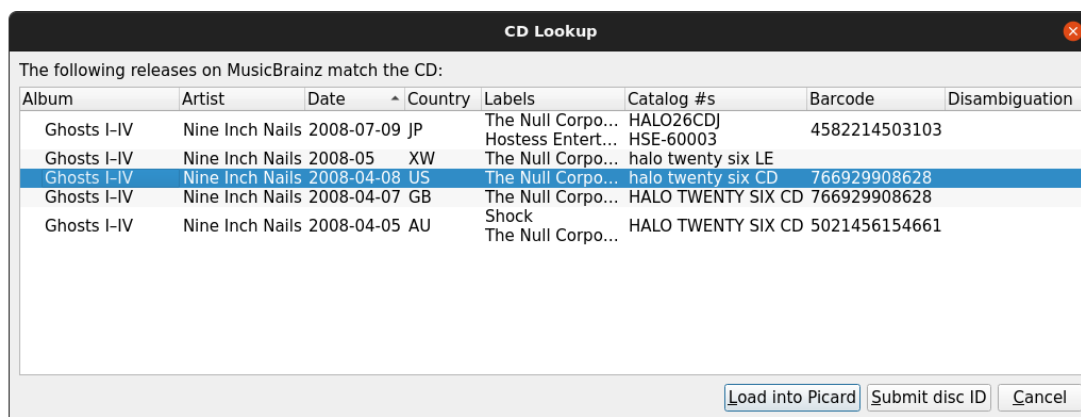 CD Lookup
The following releases on MusicBrainz match the CD:
Album Artist Date Country Labels Catalog #s Barcode Disambiguation
Ghosts I–IV Nine Inch Nails 2008-07-09 JP The Null Corpo... HALO26CDJ 4582214503103
Hostess Entert... HSE-60003
Ghosts I–IV Nine Inch Nails 2008-05 XW The Null Corpo... halo twenty six LE
Ghosts I–IV Nine Inch Nails 2008-04-08 US The Null Corpo... halo twenty six CD 766929908628
Ghosts I–IV Nine Inch Nails 2008-04-07 GB The Null Corpo... HALO TWENTY SIX CD 766929908628
Ghosts I–IV Nine Inch Nails 2008-04-05 AU Shock HALO TWENTY SIX CD 5021456154661
The Null Corpo...
Load into Picard Submit disc ID Cancel